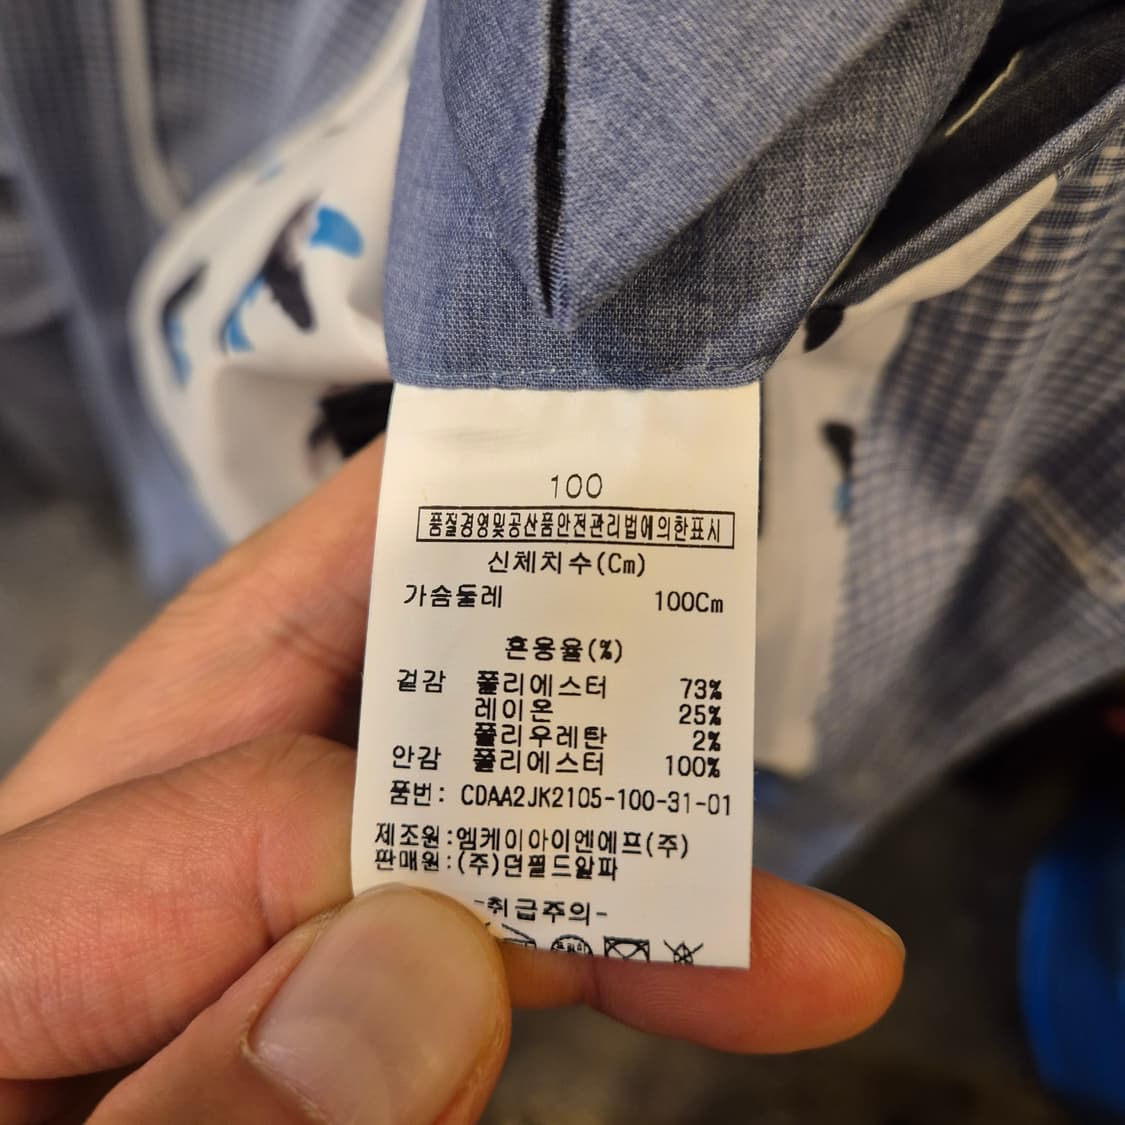 100
품질경영및공산품안전관리법에의한표시
신체치수(Cm)
가슴둘레 100Cm
혼용율(%)
겉감 폴리에스터 73%
레이온 25%
폴리우레탄 2%
안감 폴리에스터 100%
품번: CDAA2JK2105-100-31-01
제조원:엠케이아이엔에프(주)
판매원:(주)던필드알파
-취급주의-